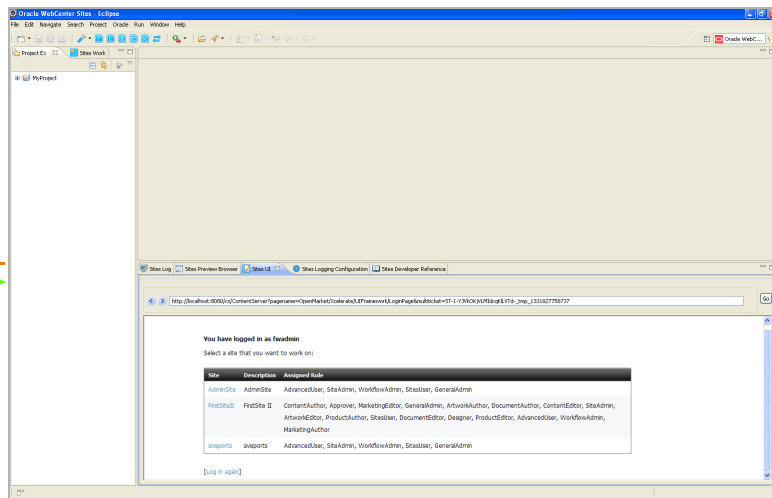 Oracle WebCenter Sites - Eclipse
File Edit Navigate Search Project Oracle Run Window Help
Oracle WebC...
Project Ex
Sites Work
MyProject
Sites Log Sites Preview Browser Sites UI Sites Logging Configuration Sites Developer Reference
Go
You have logged in as fwadmin
Select a site that you want to work on:
Site Description Assigned Role
AdminSite AdminSite AdvancedUser, SiteAdmin, WorkflowAdmin, SitesUser, GeneralAdmin
FirstSiteII FirstSite II ContentAuthor, Approver, MarketingEditor, GeneralAdmin, ArtworkAuthor, DocumentAuthor, ContentEditor, SiteAdmin,
ArtworkEditor, ProductAuthor, SitesUser, DocumentEditor, Designer, ProductEditor, AdvancedUser, WorkflowAdmin,
MarketingAuthor
avisports avisports AdvancedUser, SiteAdmin, WorkflowAdmin, SitesUser, GeneralAdmin
[Log in again]